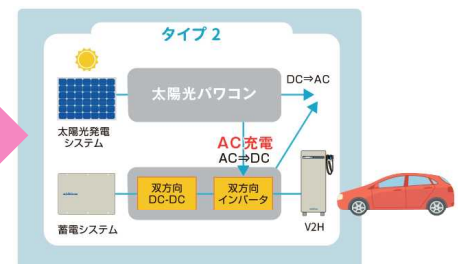 タイプ 2
太陽光パワコン
DC⇒AC
太陽光発電
システム
AC充電
AC⇒DC
双方向
DC-DC
双方向
インバータ
蓄電システム
V2H